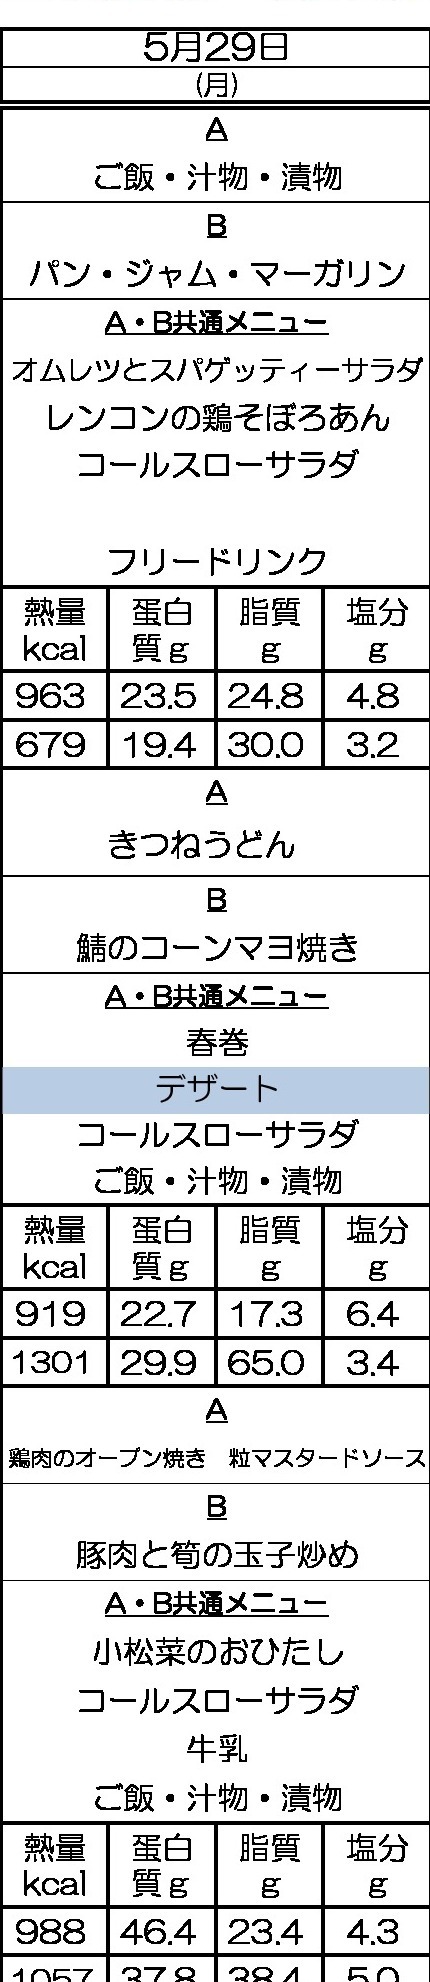 5月29日
(月)
A
ご飯・汁物・漬物
B
パン・ジャム・マーガリン
A・B共通メニュー
オムレツとスパゲッティーサラダ
レンコンの鶏そぼろあん
コールスローサラダ
フリードリンク
熱量 蛋白 脂質 塩分
kcal 質g g g
963 23.5 24.8 4.8
679 19.4 30.0 3.2
A
きつねうどん
B
鯖のコーンマヨ焼き
A・B共通メニュー
春巻
デザート
コールスローサラダ
ご飯・汁物・漬物
熱量 蛋白 脂質 塩分
kcal 質g g g
919 22.7 17.3 6.4
1301 29.9 65.0 3.4
A
鶏肉のオーブン焼き　粒マスタードソース
B
豚肉と筍の玉子炒め
A・B共通メニュー
小松菜のおひたし
コールスローサラダ
牛乳
ご飯・汁物・漬物
熱量 蛋白 脂質 塩分
kcal 質g g g
988 46.4 23.4 4.3
1057 37.8 38.4 5.0